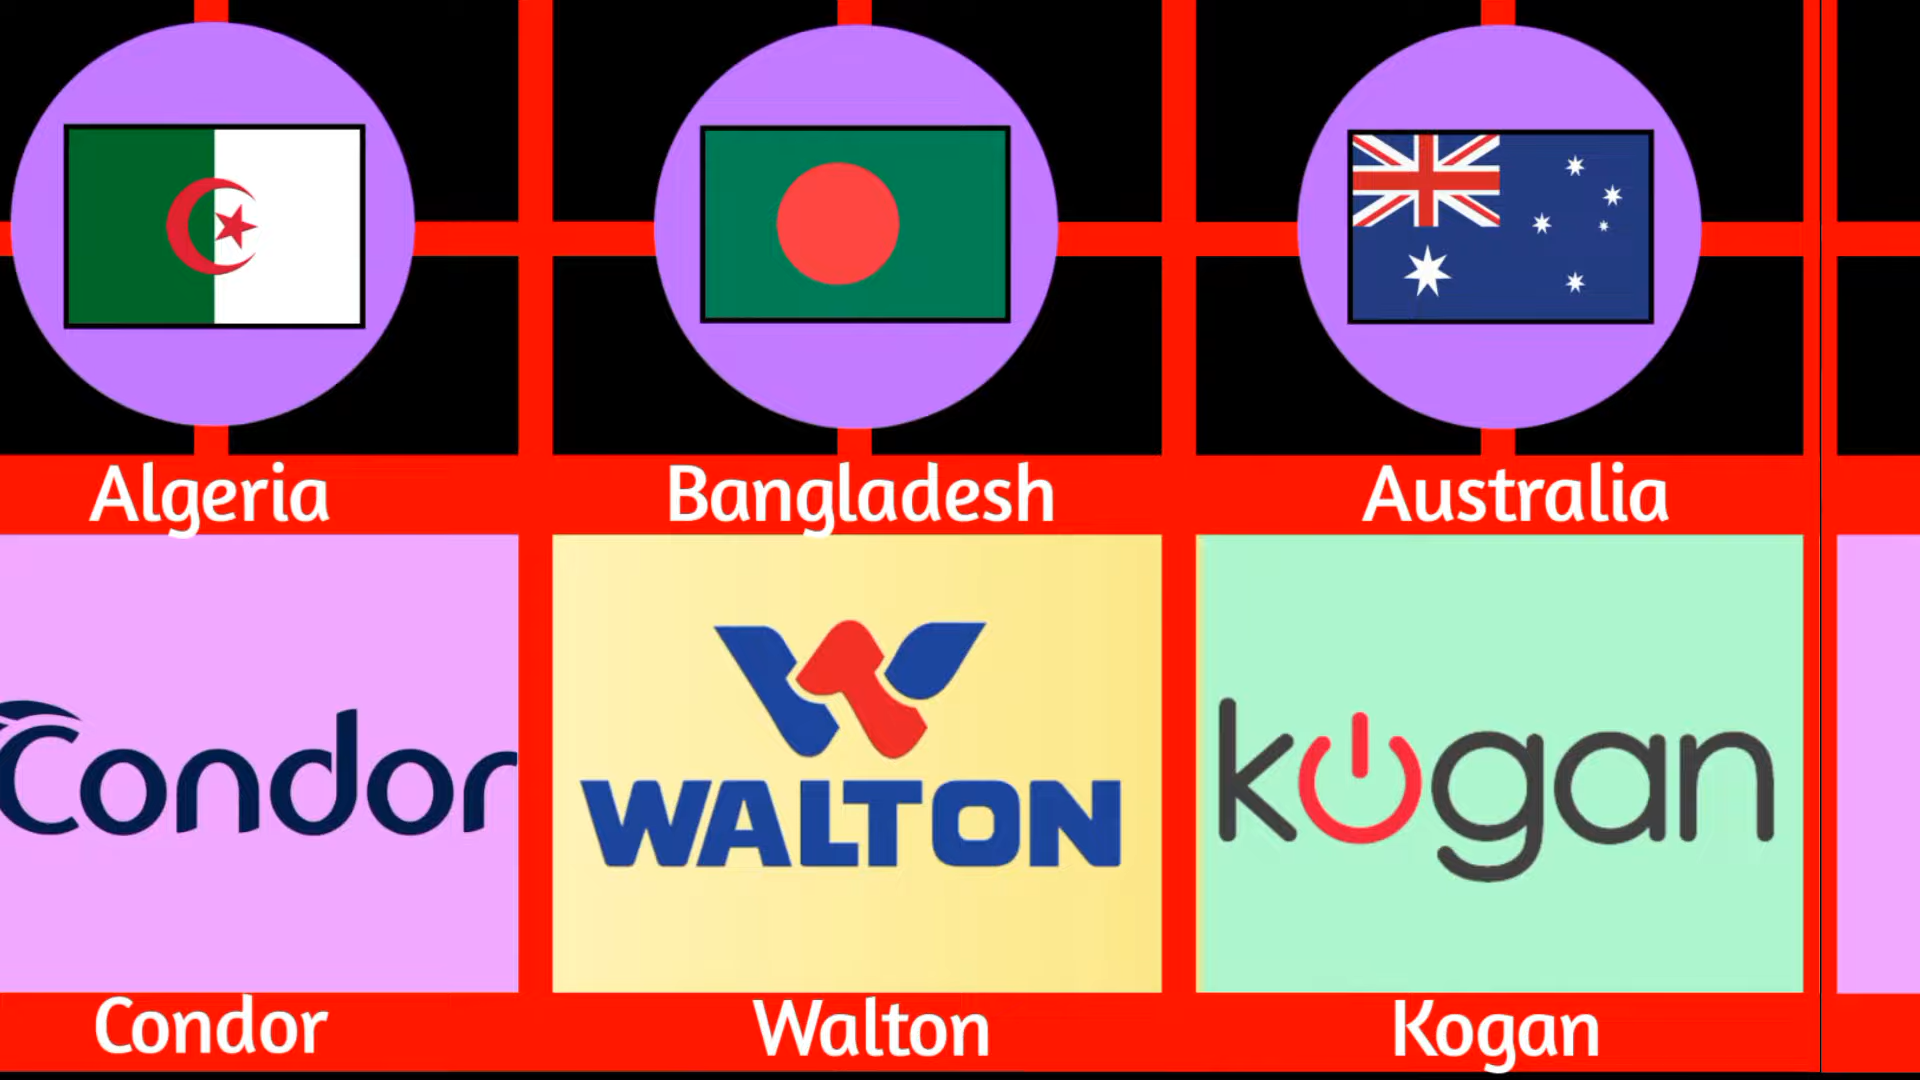 Algeria
Bangladesh
Australia
Condor
WALTON
kogan
Condor
Walton
Kogan